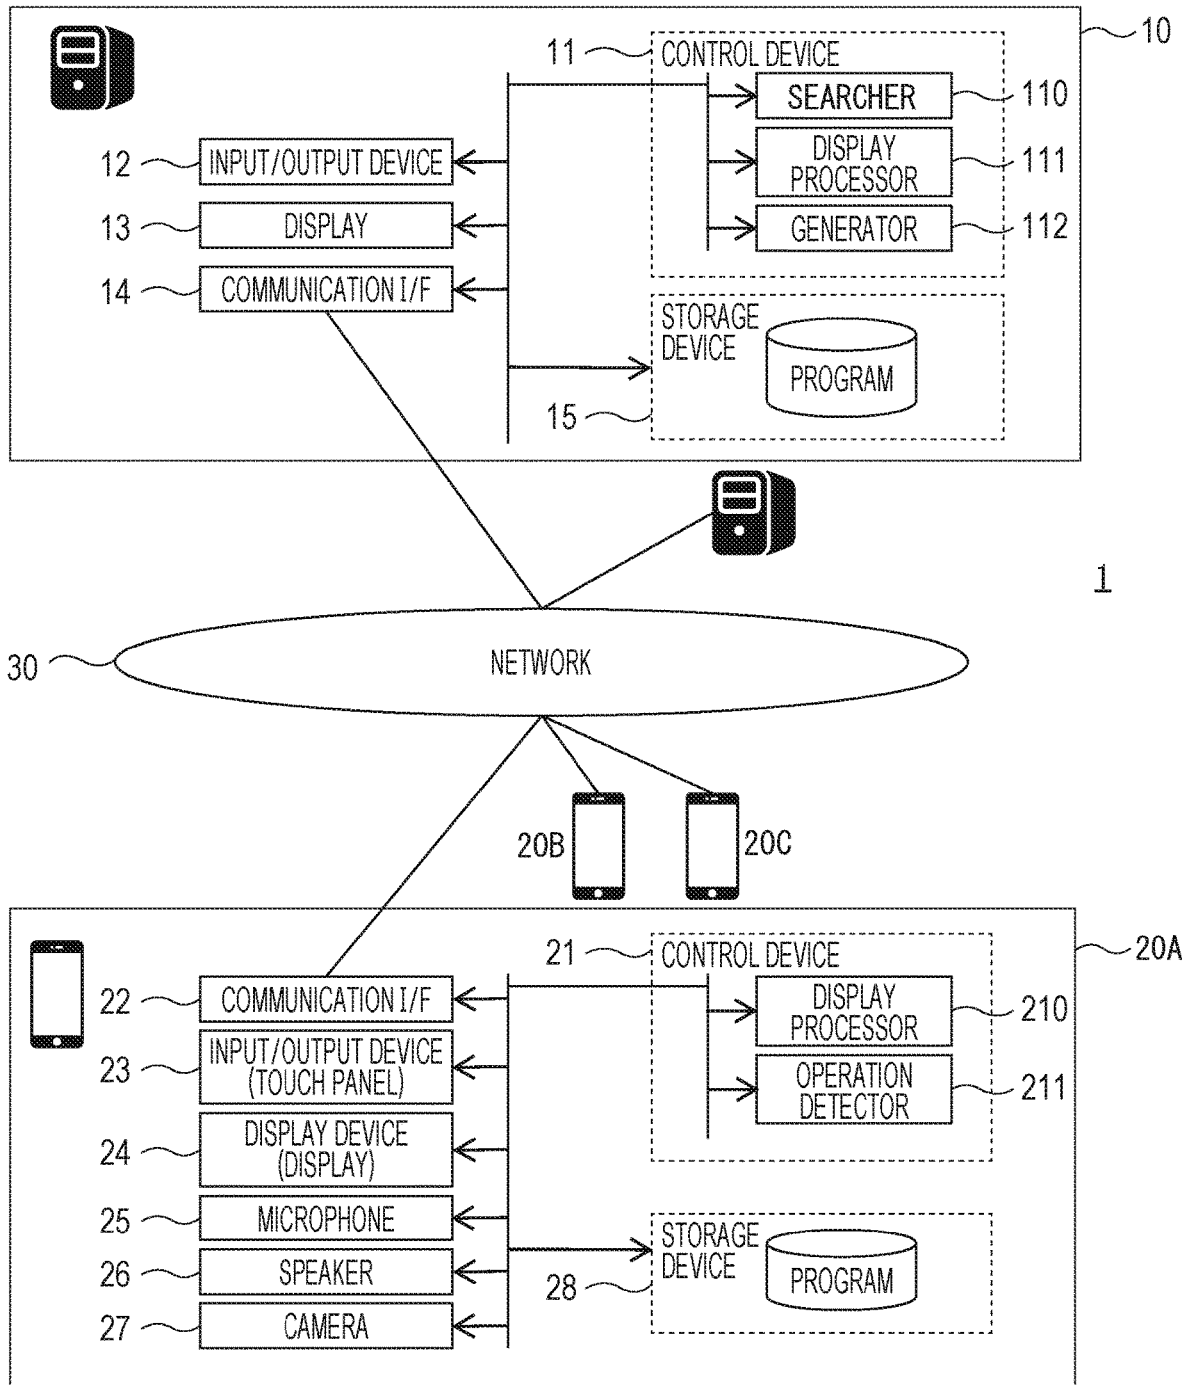 10
11
CONTROL DEVICE
SEARCHER
110
12
INPUT/OUTPUT DEVICE
DISPLAY
PROCESSOR
111
13
DISPLAY
GENERATOR
112
14
COMMUNICATION I/F
STORAGE
DEVICE
PROGRAM
15
1
30
NETWORK
20B
20C
20A
21
CONTROL DEVICE
22
COMMUNICATION I/F
DISPLAY
PROCESSOR
210
23
INPUT/OUTPUT DEVICE
(TOUCH PANEL)
OPERATION
DETECTOR
211
24
DISPLAY DEVICE
(DISPLAY)
25
MICROPHONE
STORAGE
DEVICE
26
SPEAKER
28
PROGRAM
27
CAMERA